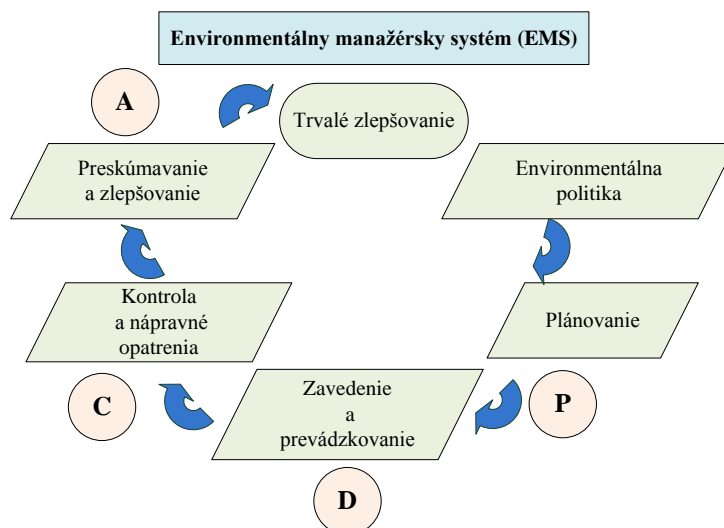 Environmentálny manažérsky systém (EMS)
A
Trvalé zlepšovanie
Preskúmavanie
a zlepšovanie
Environmentálna
politika
Kontrola
a nápravné
opatrenia
Plánovanie
C
Zavedenie
a
prevádzkovanie
P
D